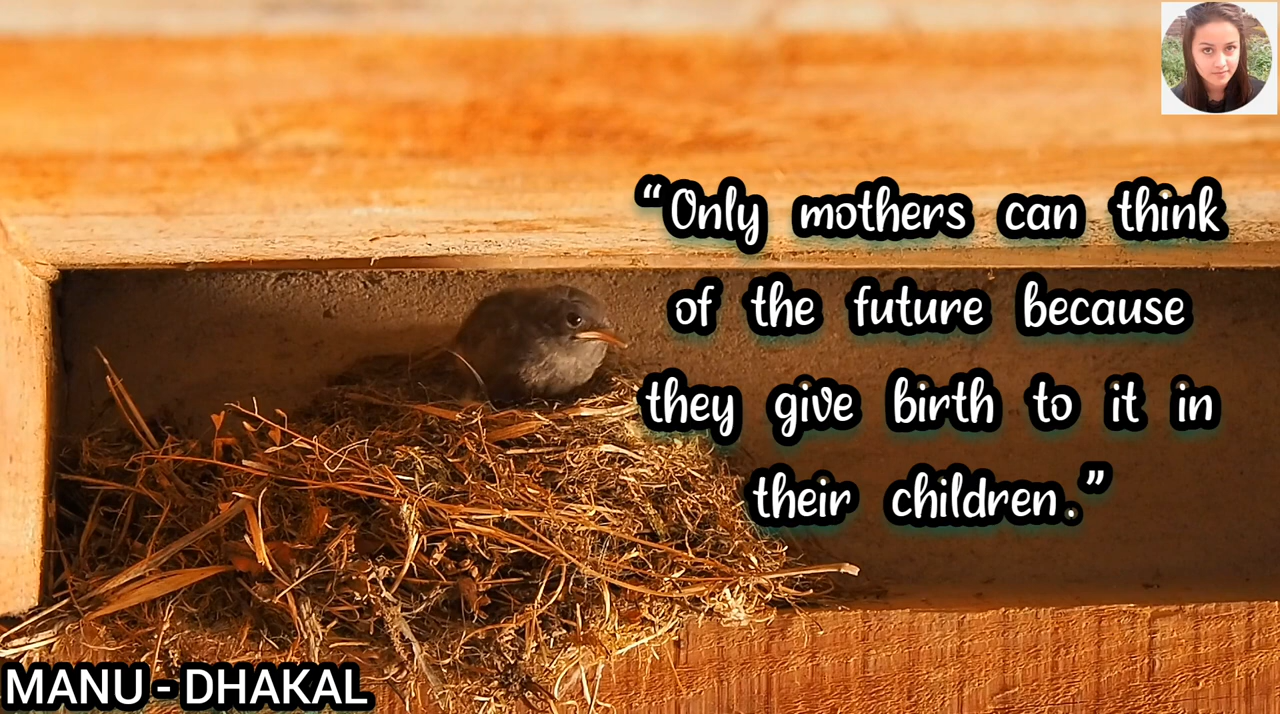 “Only mothers can think
of the future because
they give birth to it in
their children.”
MANU - DHAKAL